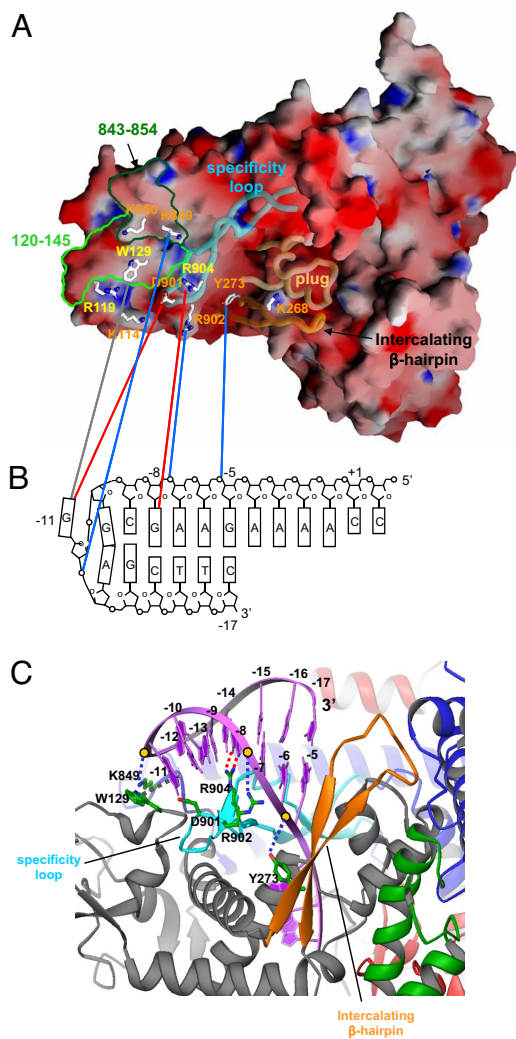 A
843-854
specificity
loop
K850 K849
120-145
W129
D901 R904 Y273
plug
R119
R902 K268
K114
Intercalating
β-hairpin
B
-8 -5 +1
5'
-11
G G C G A A G A A A A C C
A G C T T C
3'
-17
C
-15
-16
-14
-17
-10
-9
3'
-13
-12
-8
-7
-6
-5
K849
-11
W129
R904
D901
R902
specificity
loop
Y273
Intercalating
β-hairpin